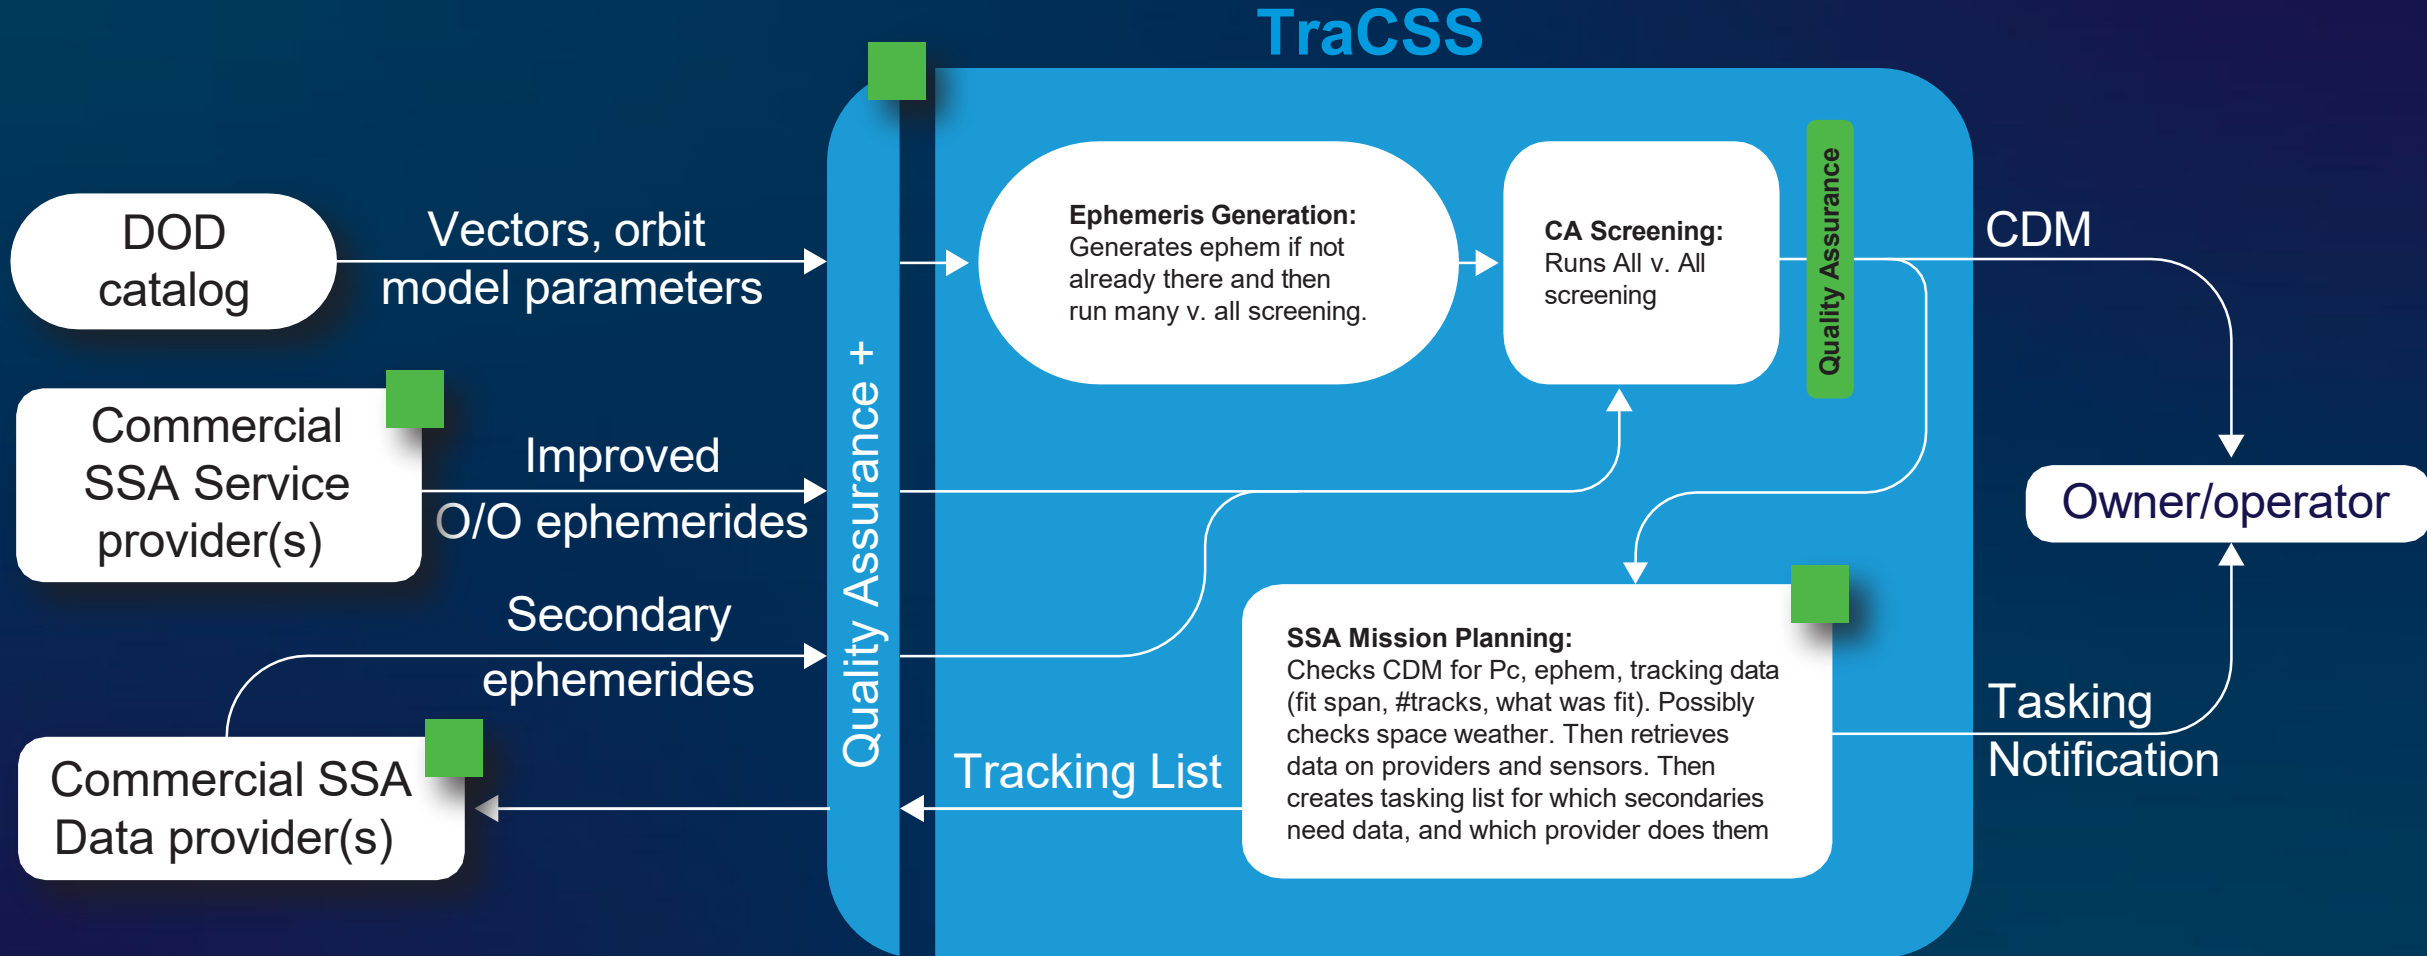 TraCSS
DOD
catalog
Vectors, orbit
model parameters
Commercial
SSA Service
provider(s)
Improved
O/O ephemerides
Secondary
ephemerides
Commercial SSA
Data provider(s)
Quality Assurance +
Ephemeris Generation:
Generates ephem if not
already there and then
run many v. all screening.
CA Screening:
Runs All v. All
screening
Quality Assurance
CDM
Owner/operator
SSA Mission Planning:
Checks CDM for Pc, ephem, tracking data
(fit span, #tracks, what was fit). Possibly
checks space weather. Then retrieves
data on providers and sensors. Then
creates tasking list for which secondaries
need data, and which provider does them
Tracking List
Tasking
Notification